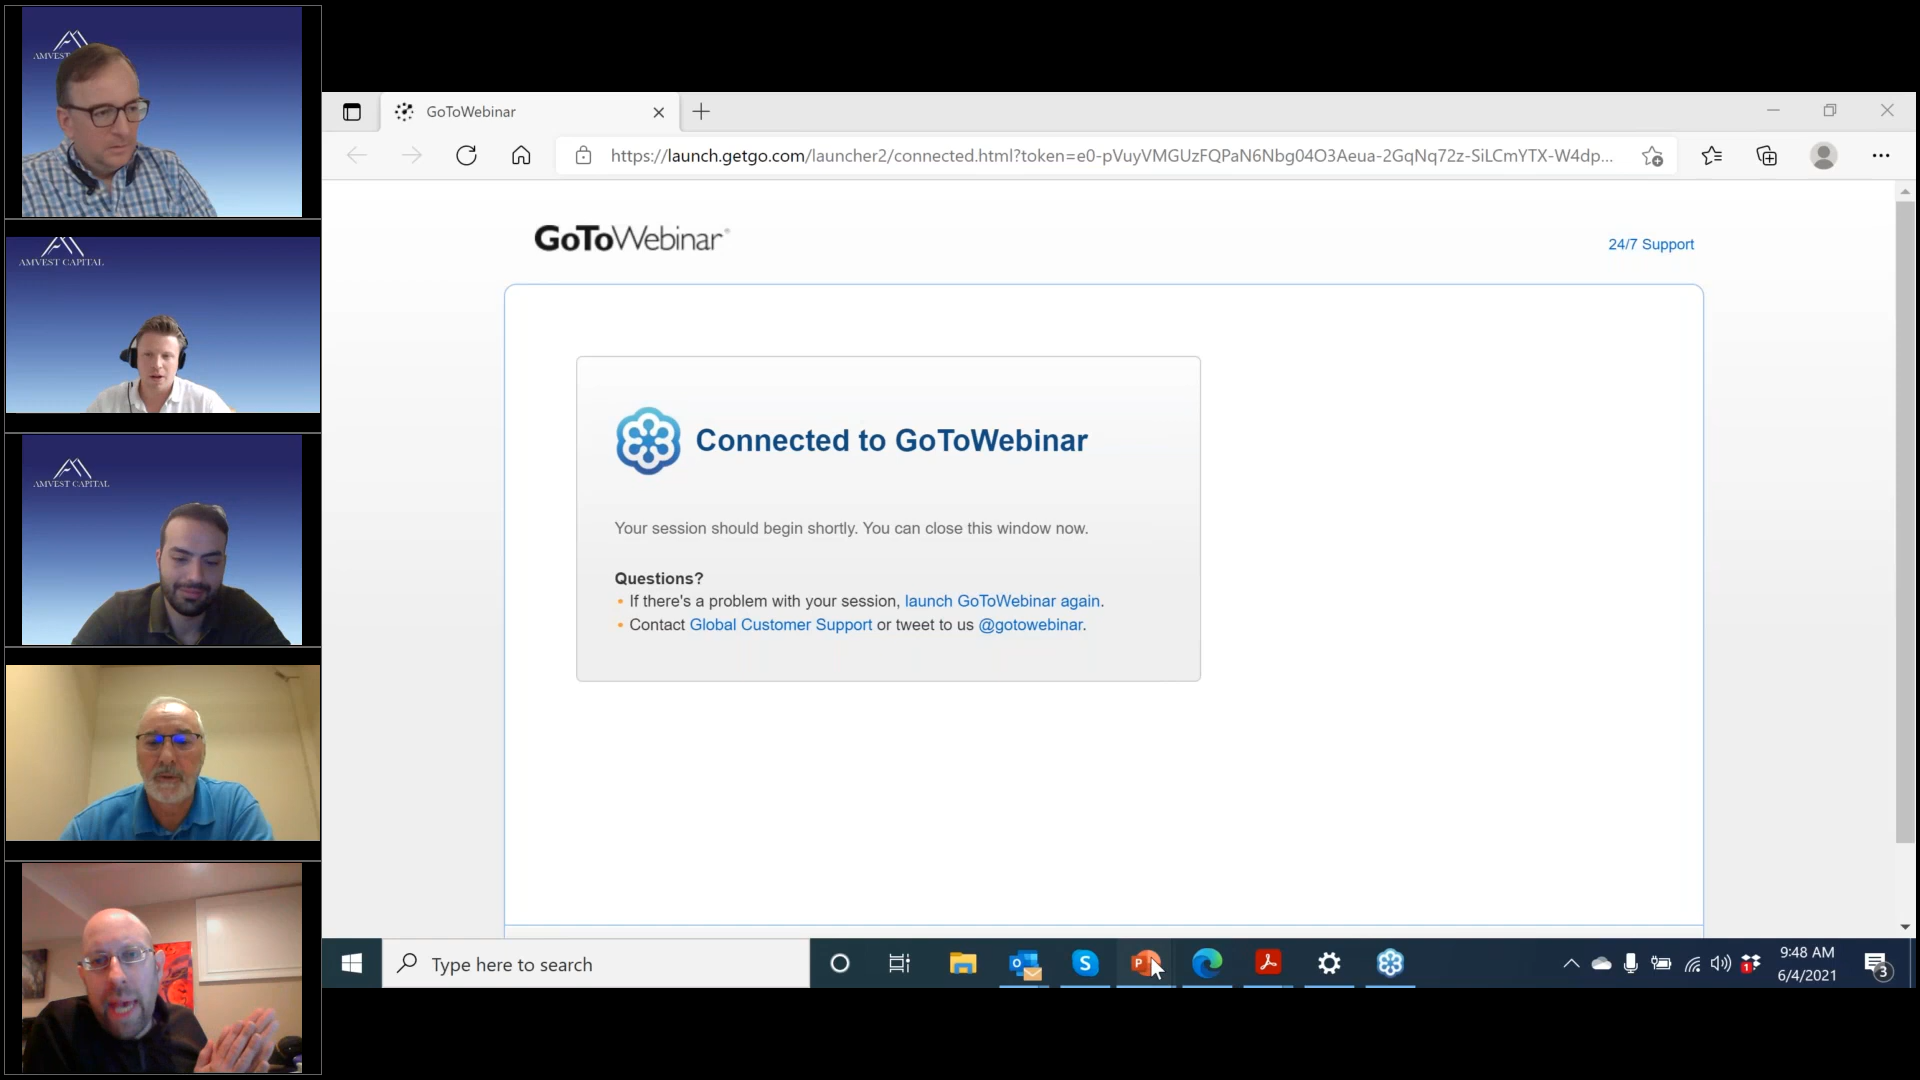 AMVEST
AMVEST CAPITAL
AMVEST CAPITAL
GoToWebinar
https://launch.getgo.com/launcher2/connected.html?token=e0-pVuyVMGUzFQPaN6Nbg04O3Aeua-2GqNq72z-SiLCmYTX-W4dp...
GoToWebinar
24/7 Support
Connected to GoToWebinar
Your session should begin shortly. You can close this window now.
Questions?
• If there's a problem with your session, launch GoToWebinar again.
• Contact Global Customer Support or tweet to us @gotowebinar.
Type here to search
9:48 AM
6/4/2021
3
1